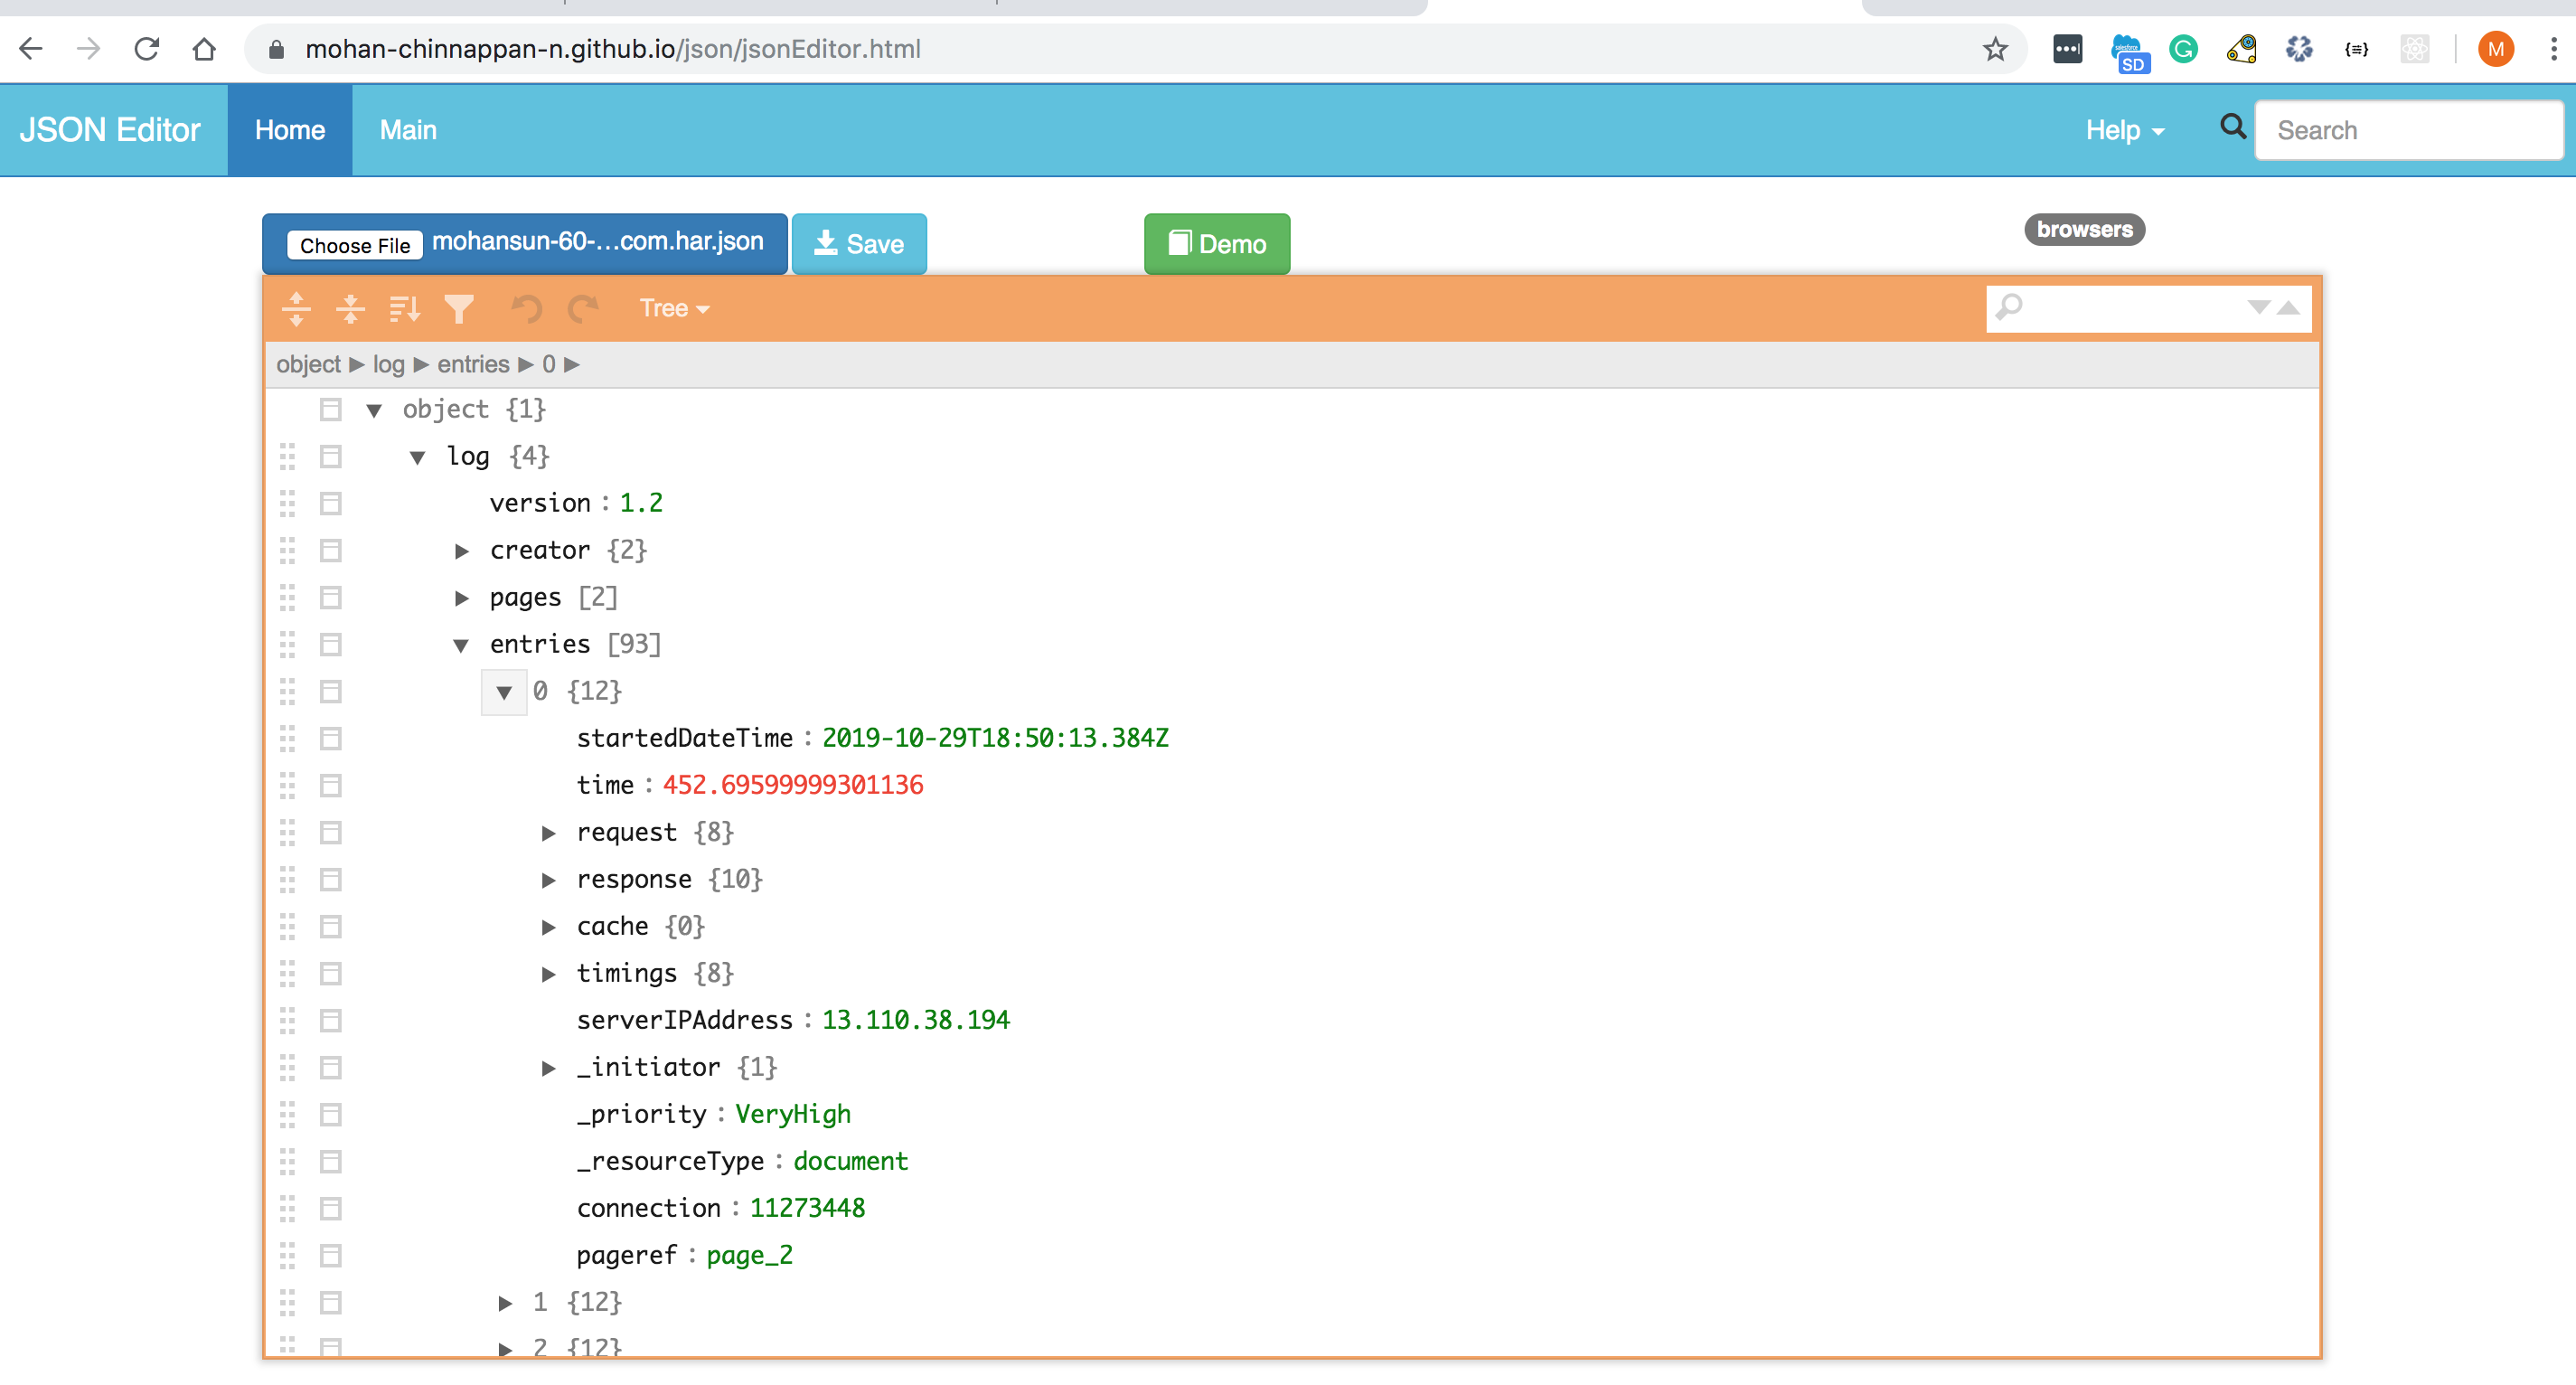 mohan-chinnappan-n.github.io/json/jsonEditor.html
SD
M
JSON Editor Home Main Help Search
Choose File mohansun-60-...com.har.json Save Demo browsers
Tree
object ▶ log ▶ entries ▶ 0 ▶
object {1}
log {4}
version : 1.2
creator {2}
pages [2]
entries [93]
0 {12}
startedDateTime : 2019-10-29T18:50:13.384Z
time : 452.69599999301136
request {8}
response {10}
cache {0}
timings {8}
serverIPAddress : 13.110.38.194
_initiator {1}
_priority : VeryHigh
_resourceType : document
connection : 11273448
pageref : page_2
1 {12}
2 {12}